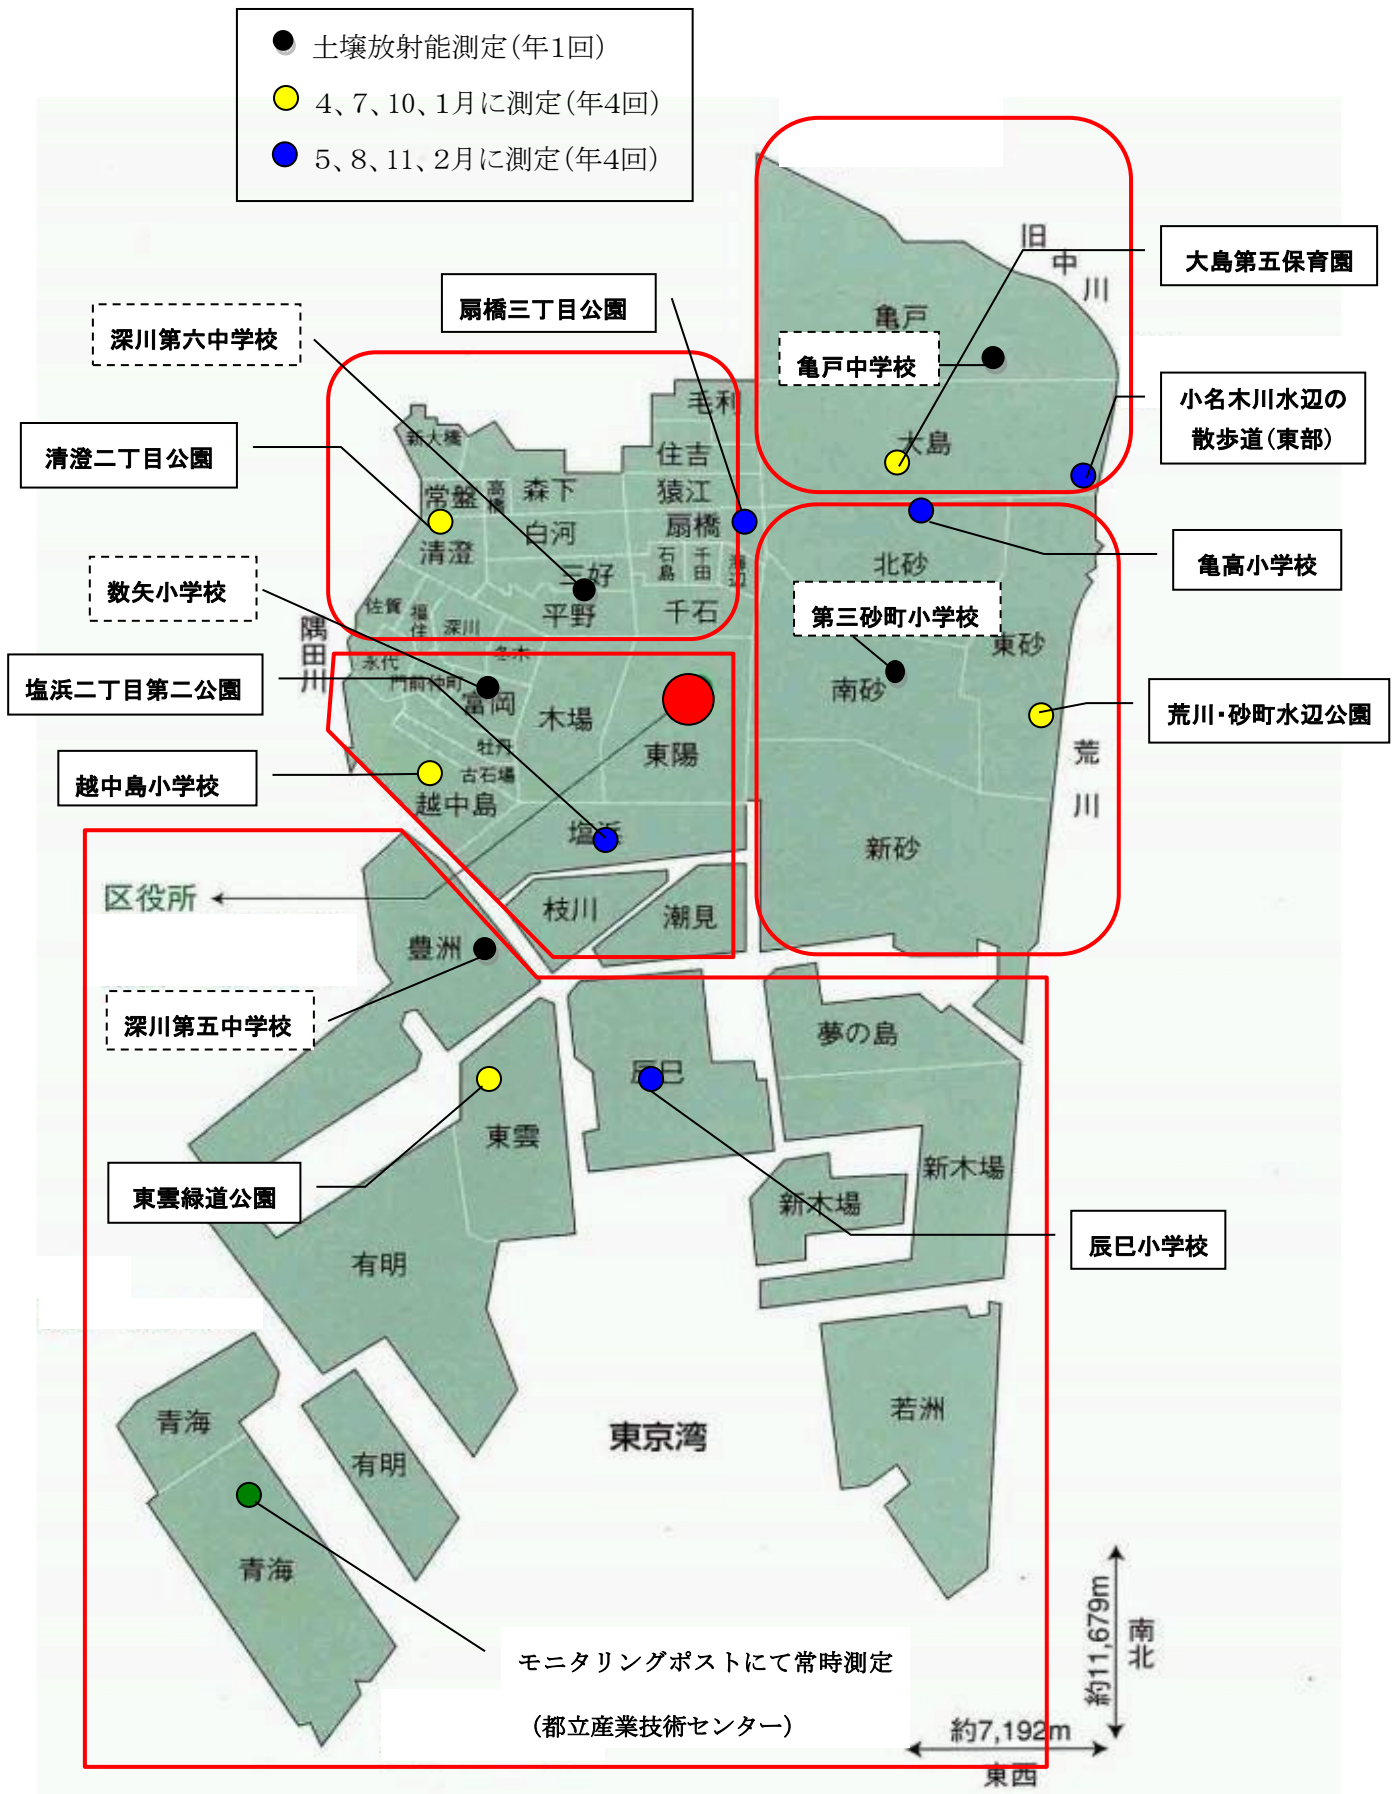 土壌放射能測定（年１回）
４、７、10、１月に測定（年４回）
５、８、11、２月に測定（年４回）
旧中川
大島第五保育園
扇橋三丁目公園
深川第六中学校
亀戸
亀戸中学校
小名木川水辺の
散歩道（東部）
毛利
新大橋
大島
清澄二丁目公園
住吉
常盤
高橋
森下
猿江
扇橋
白河
清澄
亀高小学校
石島
千田
海辺
北砂
三好
数矢小学校
佐賀
福住
平野
千石
第三砂町小学校
深川
隅田川
冬木
東砂
永代
門前仲町
塩浜二丁目第二公園
富岡
木場
南砂
荒川・砂町水辺公園
牡丹
東陽
荒川
古石場
越中島小学校
越中島
塩浜
新砂
区役所
枝川
潮見
豊洲
深川第五中学校
夢の島
辰巳
東雲
新木場
東雲緑道公園
新木場
辰巳小学校
有明
青海
若洲
東京湾
有明
青海
約11,679m
南北
モニタリングポストにて常時測定
（都立産業技術センター）
約7,192m
東西